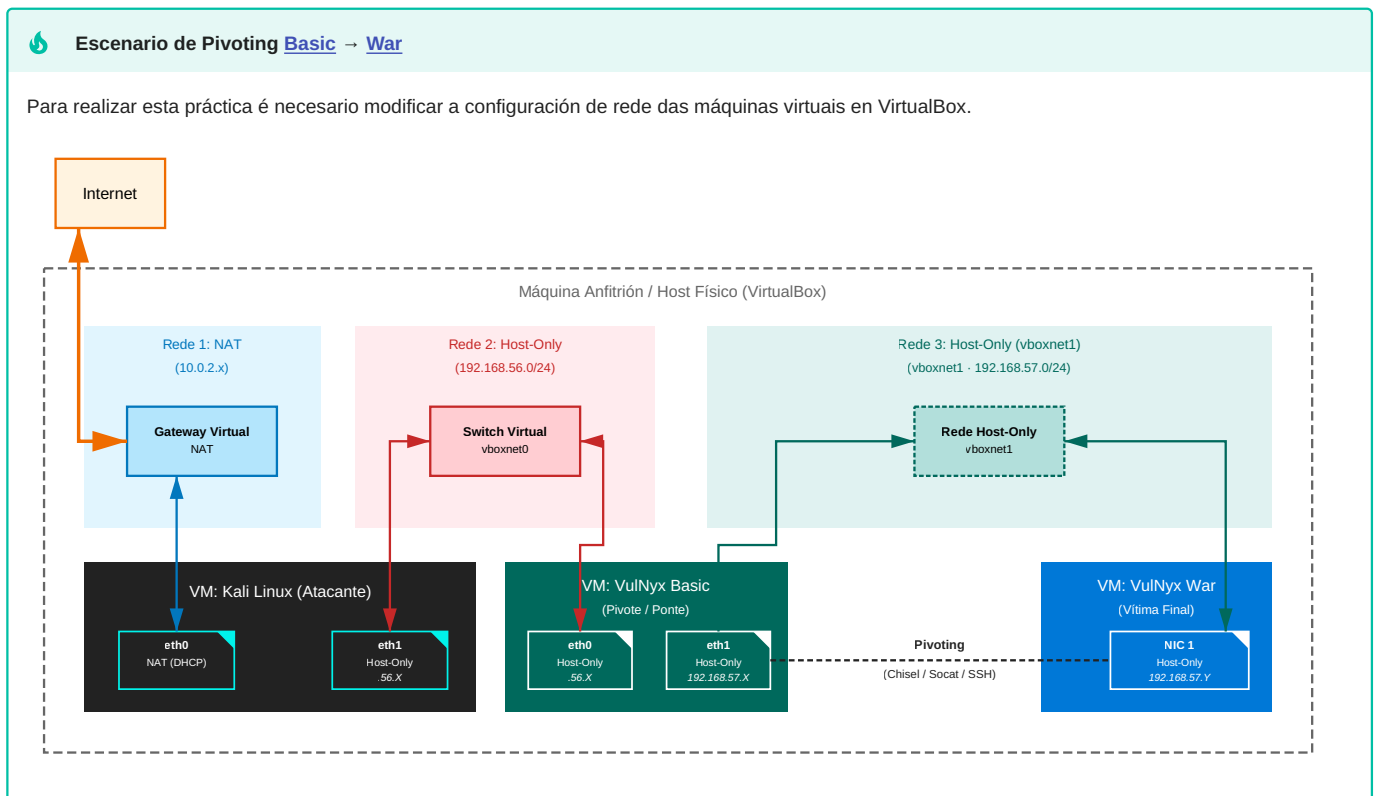 Escenario de Pivoting Basic → War
Para realizar esta práctica é necesario modificar a configuración de rede das máquinas virtuais en VirtualBox.
Internet
Máquina Anfitrión / Host Físico (VirtualBox)
Rede 1: NAT
(10.0.2.x)
Gateway Virtual
NAT
Rede 2: Host-Only
(192.168.56.0/24)
Switch Virtual
vboxnet0
Rede 3: Host-Only (vboxnet1)
(vboxnet1 · 192.168.57.0/24)
Rede Host-Only
vboxnet1
VM: Kali Linux (Atacante)
eth0
NAT (DHCP)
eth1
Host-Only
.56.X
VM: VulNyx Basic
(Pivote / Ponte)
eth0
Host-Only
.56.X
eth1
Host-Only
192.168.57.X
Pivoting
(Chisel / Socat / SSH)
VM: VulNyx War
(Vítima Final)
NIC 1
Host-Only
192.168.57.Y